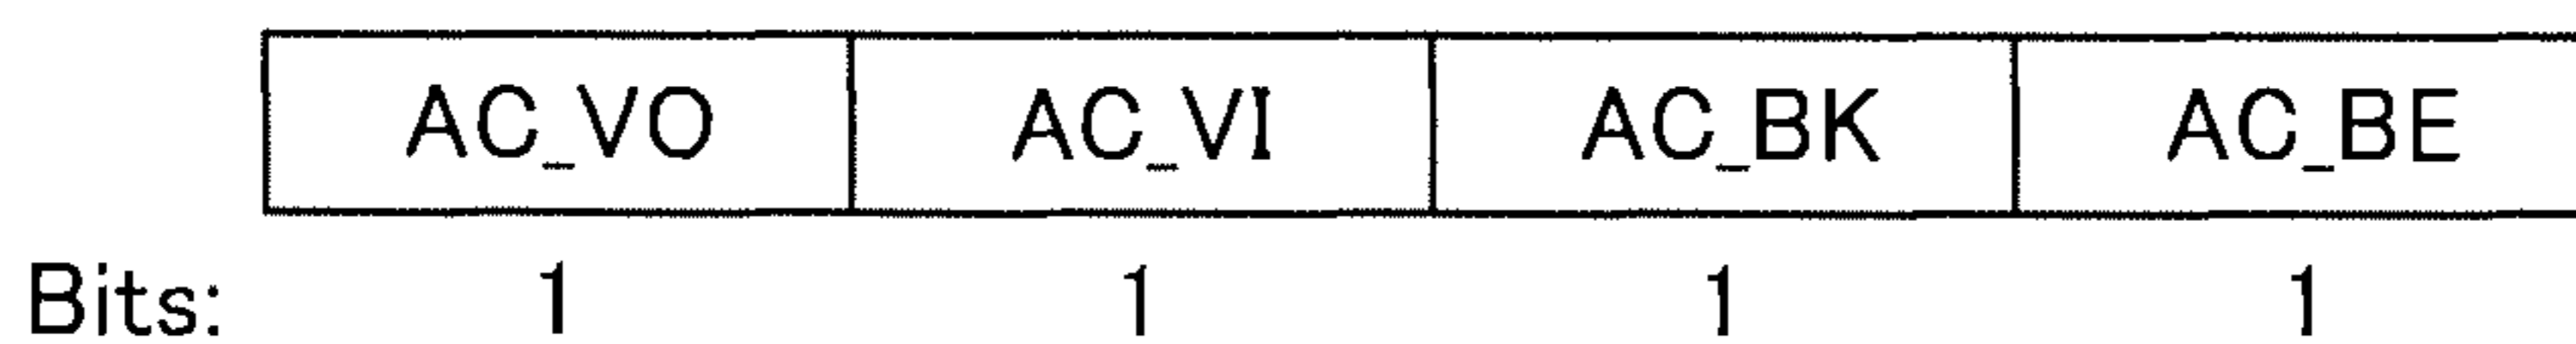 AC_VO AC_VI AC_BK AC_BE
Bits: 1 1 1 1